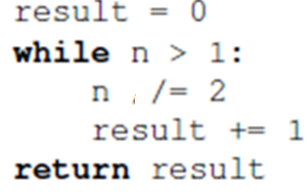 result = 0
while n > 1:
    n /= 2
    result += 1
return result